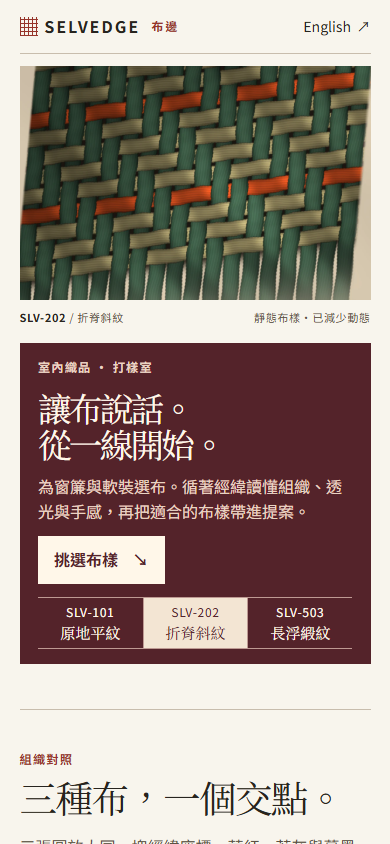 SELVEDGE 布邊
English ↗
SLV-202 / 折脊斜紋
靜態布樣・已減少動態
室內織品 · 打樣室
讓布說話。
從一線開始。
為窗簾與軟裝選布。循著經緯讀懂組織、透
光與手感，再把適合的布樣帶進提案。
挑選布樣 ↘
SLV-101
原地平紋
SLV-202
折脊斜紋
SLV-503
長浮緞紋
組織對照
三種布，一個交點。